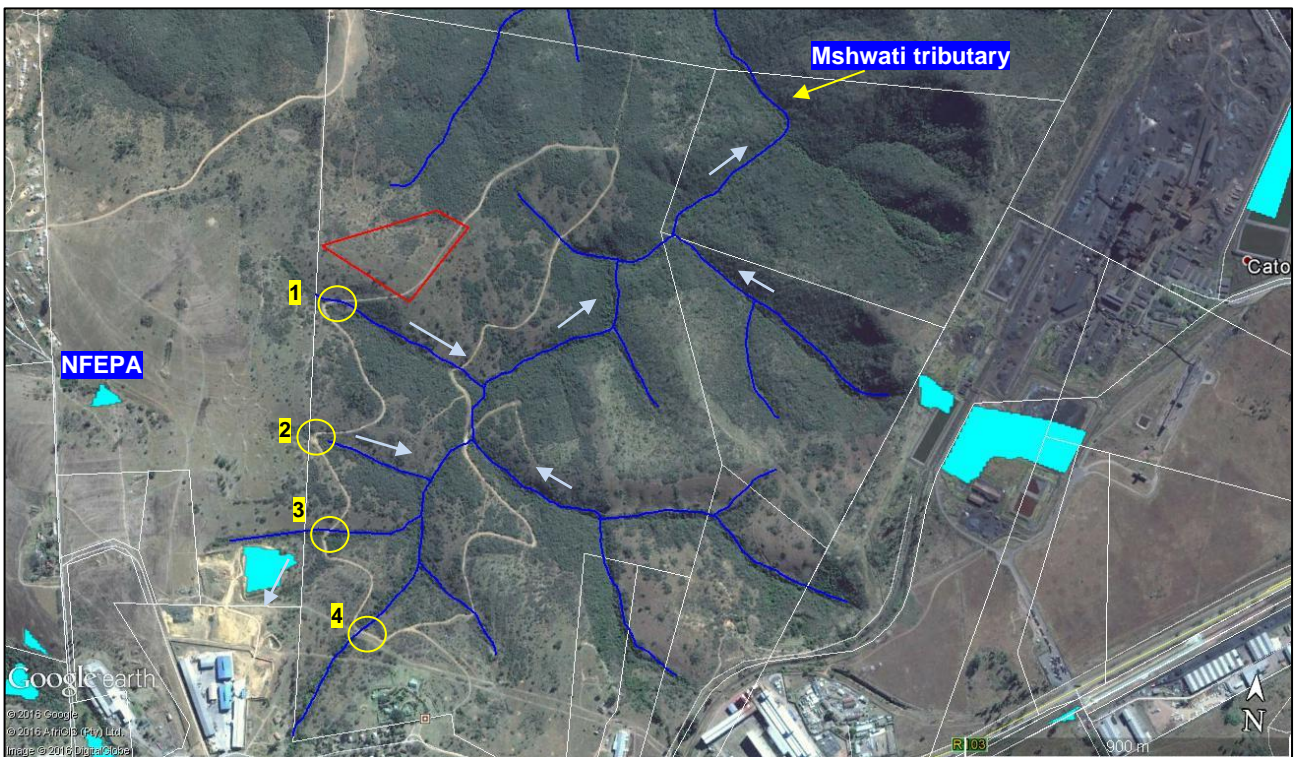 Mshwati tributary
Cato
1
NFEPA
2
3
4
Google earth
© 2016 Google
© 2016 AfriGIS (Pty) Ltd.
Image © 2016 DigitalGlobe
R103
900 m
N